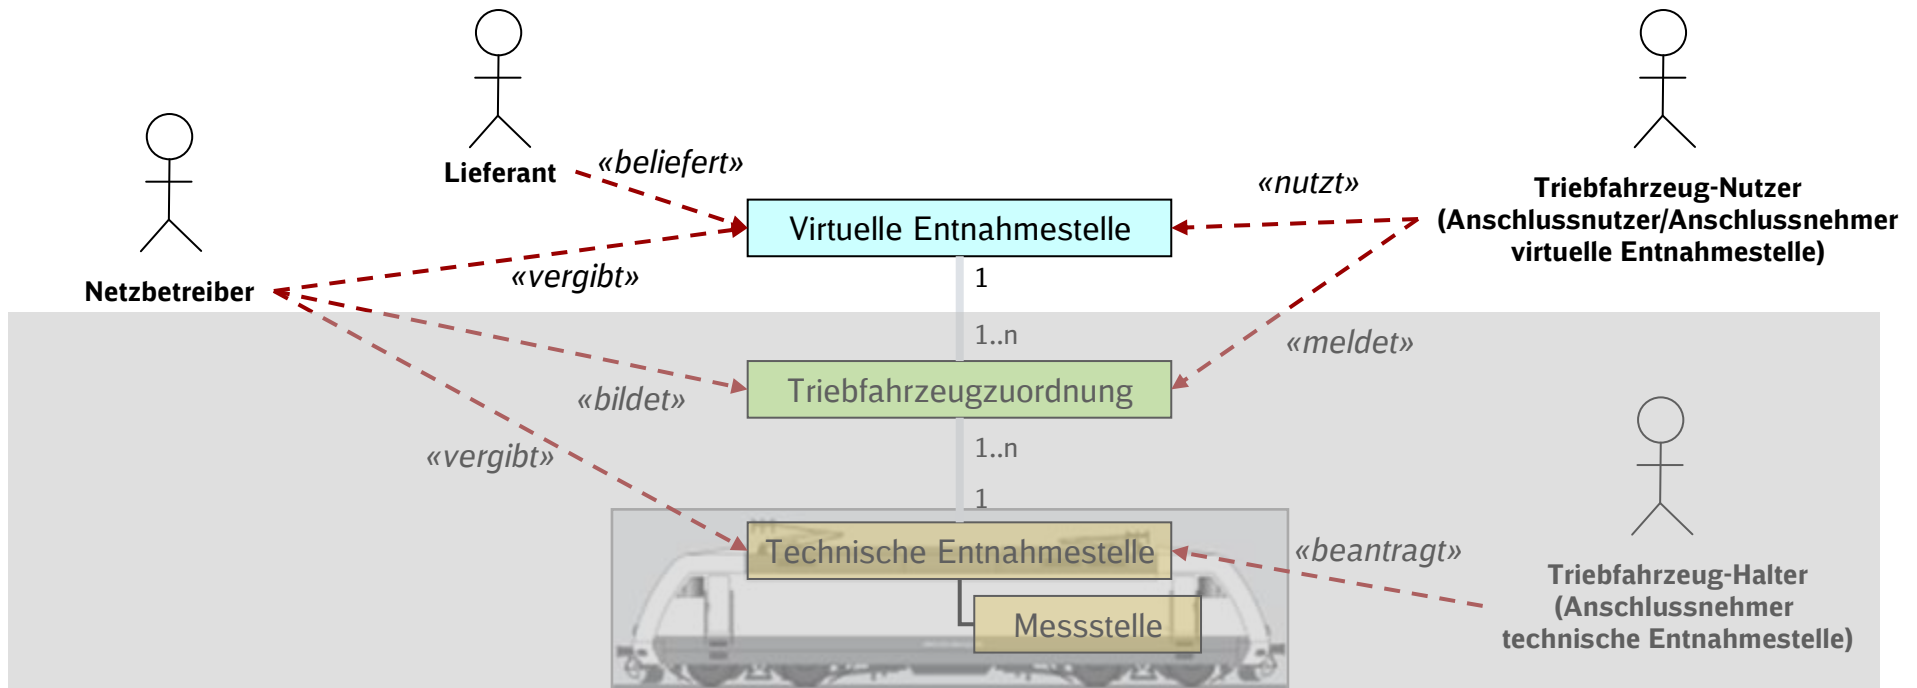 Lieferant
«beliefert»
«nutzt»
Triebfahrzeug-Nutzer
(Anschlussnutzer/Anschlussnehmer
virtuelle Entnahmestelle)
Virtuelle Entnahmestelle
Netzbetreiber
«vergibt»
1
1..n
«meldet»
Triebfahrzeugzuordnung
«bildet»
1..n
«vergibt»
1
Technische Entnahmestelle
«beantragt»
Triebfahrzeug-Halter
(Anschlussnehmer
technische Entnahmestelle)
Messstelle